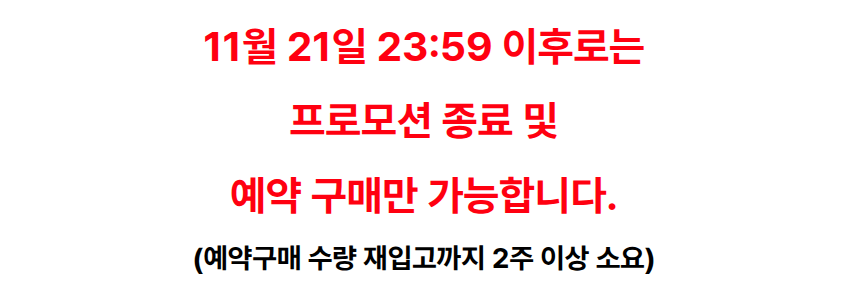 11월 21일 23:59 이후로는
프로모션 종료 및
예약 구매만 가능합니다.
(예약구매 수량 재입고까지 2주 이상 소요)